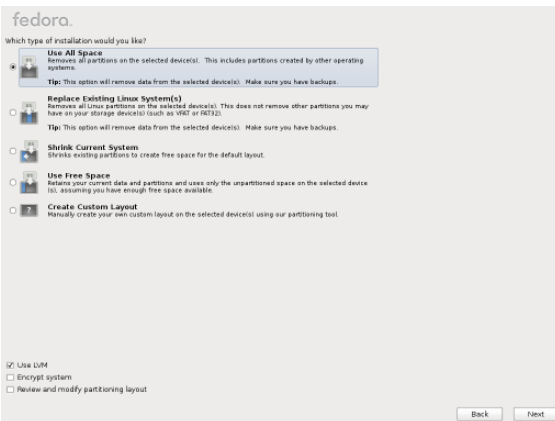 fedora.
Which type of installation would you like?
Use All Space
Removes all partitions on the selected device(s). This includes partitions created by other operating
systems.
Tip: This option will remove data from the selected device(s). Make sure you have backups.
Replace Existing Linux System(s)
Removes all Linux partitions on the selected device(s). This does not remove other partitions you may
have on your storage device(s) (such as VFAT or FAT32).
Tip: This option will remove data from the selected device(s). Make sure you have backups.
Shrink Current System
Shrinks existing partitions to create free space for the default layout.
Use Free Space
Retains your current data and partitions and uses only the unpartitioned space on the selected device
(s), assuming you have enough free space available.
Create Custom Layout
Manually create your own custom layout on the selected device(s) using our partitioning tool.
Use LVM
Encrypt system
Review and modify partitioning layout
Back Next